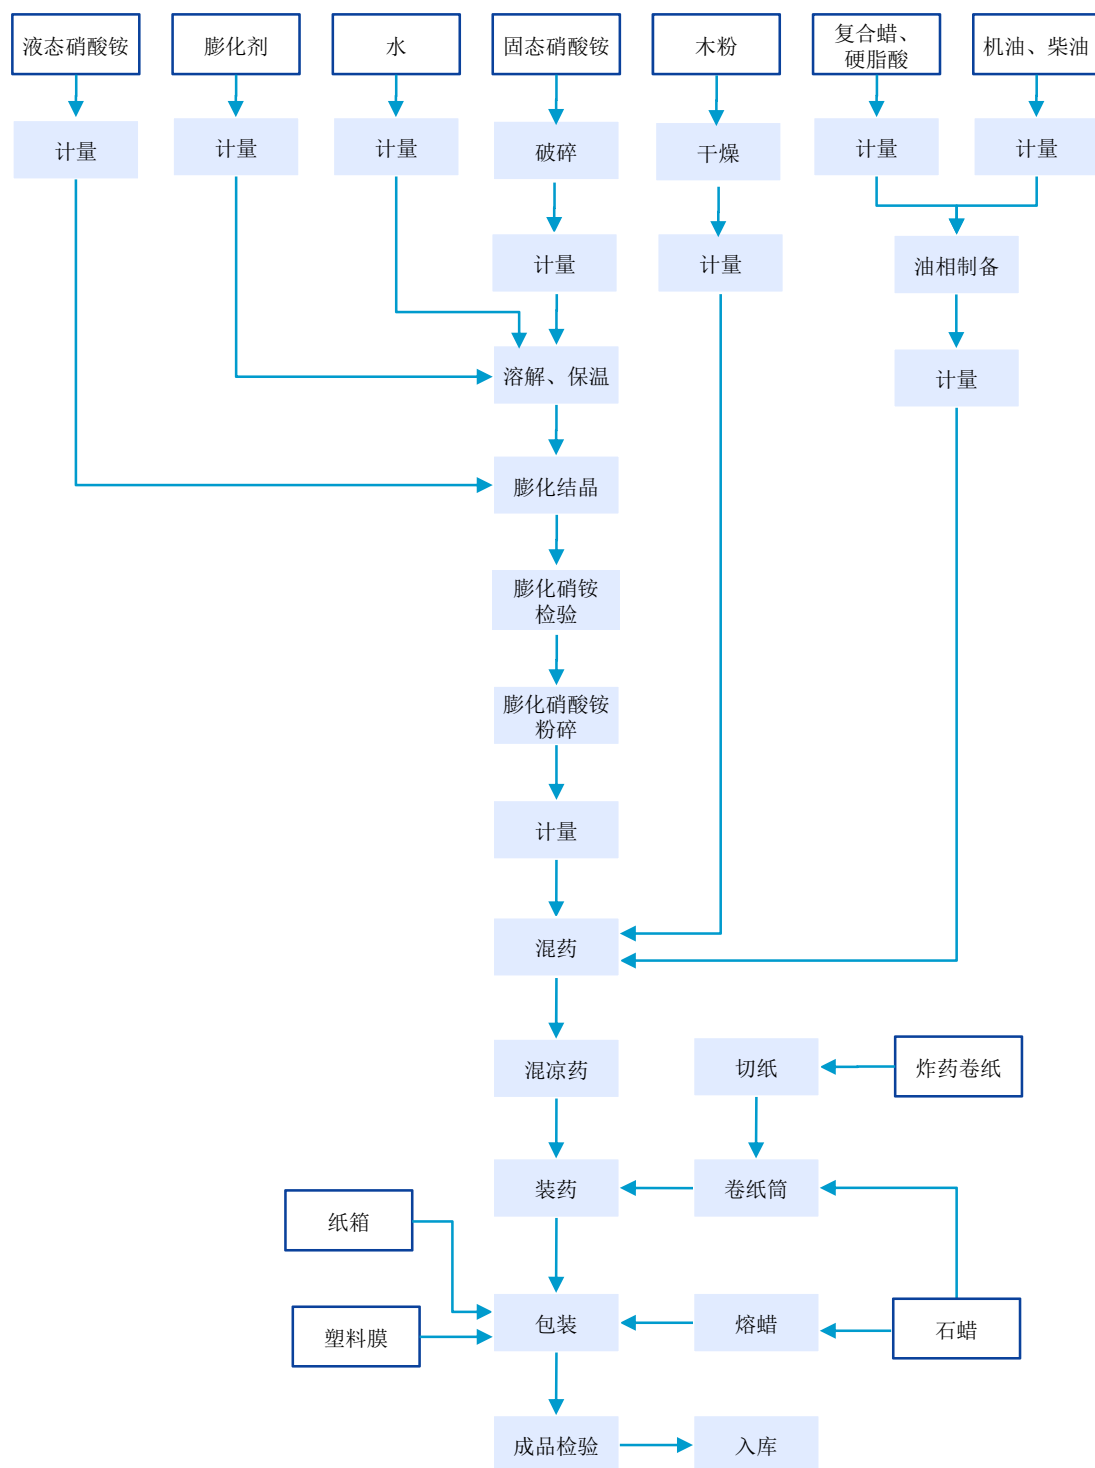 液态硝酸铵
膨化剂
水
固态硝酸铵
木粉
复合蜡、
硬脂酸
机油、柴油
计量
计量
计量
破碎
干燥
计量
计量
计量
计量
油相制备
溶解、保温
计量
膨化结晶
膨化硝铵
检验
膨化硝酸铵
粉碎
计量
混药
混凉药
切纸
炸药卷纸
装药
卷纸筒
纸箱
包装
熔蜡
石蜡
塑料膜
成品检验
入库